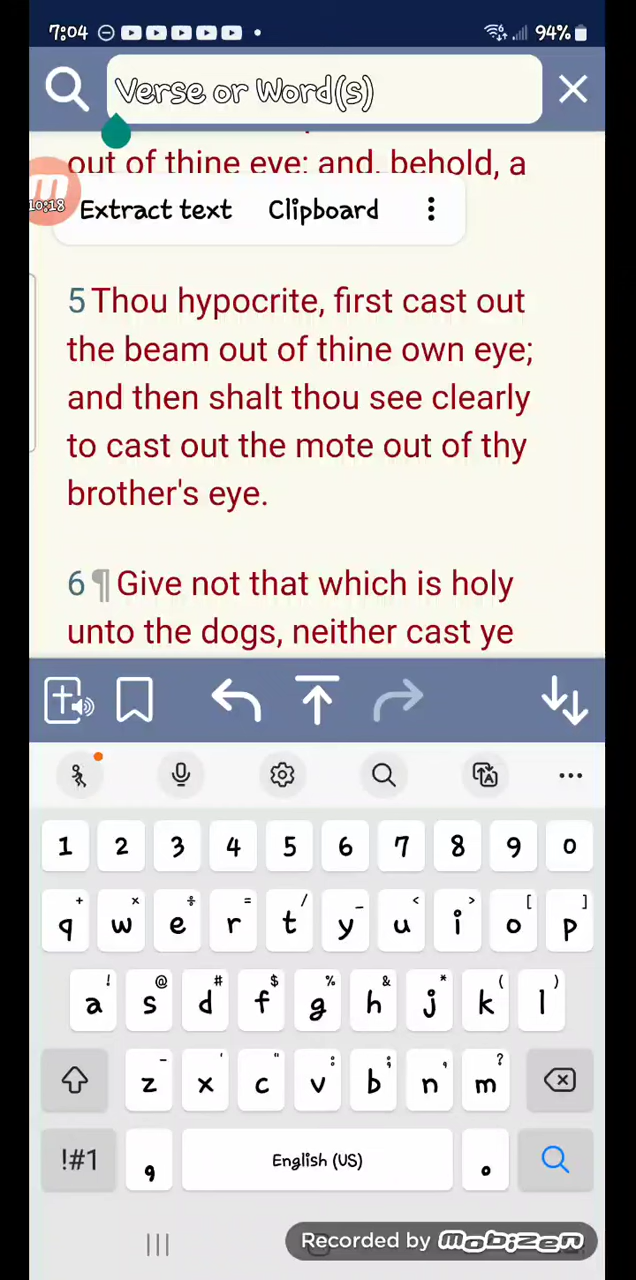 7:04 94%
Verse or Word(s)
out of thine eye; and, behold, a
10:18
Extract text Clipboard
5 Thou hypocrite, first cast out
the beam out of thine own eye;
and then shalt thou see clearly
to cast out the mote out of thy
brother's eye.
6 ¶ Give not that which is holy
unto the dogs, neither cast ye
1 2 3 4 5 6 7 8 9 0
+ × ÷ = / _ < > [ ]
q w e r t y u i o p
! @ # $ % & * ( )
a s d f g h j k l
- ' " : ; , ?
z x c v b n m
!#1 , English (US) .
Recorded by mobizen